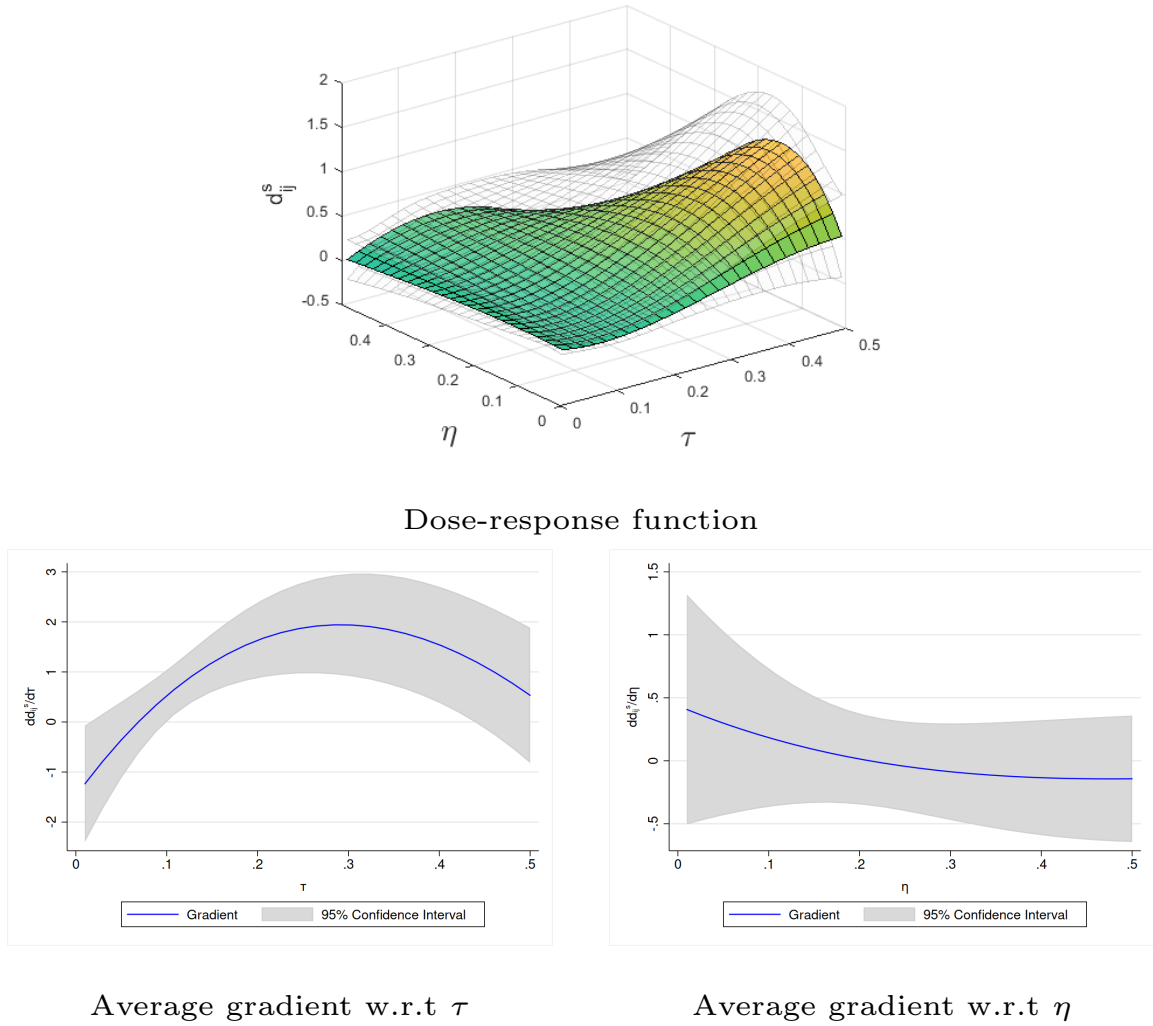 2
1.5
1
0.5
0
-0.5
d_ij^s
0.4
0.3
0.2
0.1
0
η
0
0.1
0.2
0.3
0.4
0.5
τ
Dose-response function
3
2
1
0
-1
-2
dd_ij^s/dτ
0 .1 .2 .3 .4 .5
τ
Gradient 95% Confidence Interval
1.5
1
.5
0
-.5
dd_ij^s/dη
0 .1 .2 .3 .4 .5
η
Gradient 95% Confidence Interval
Average gradient w.r.t τ
Average gradient w.r.t η